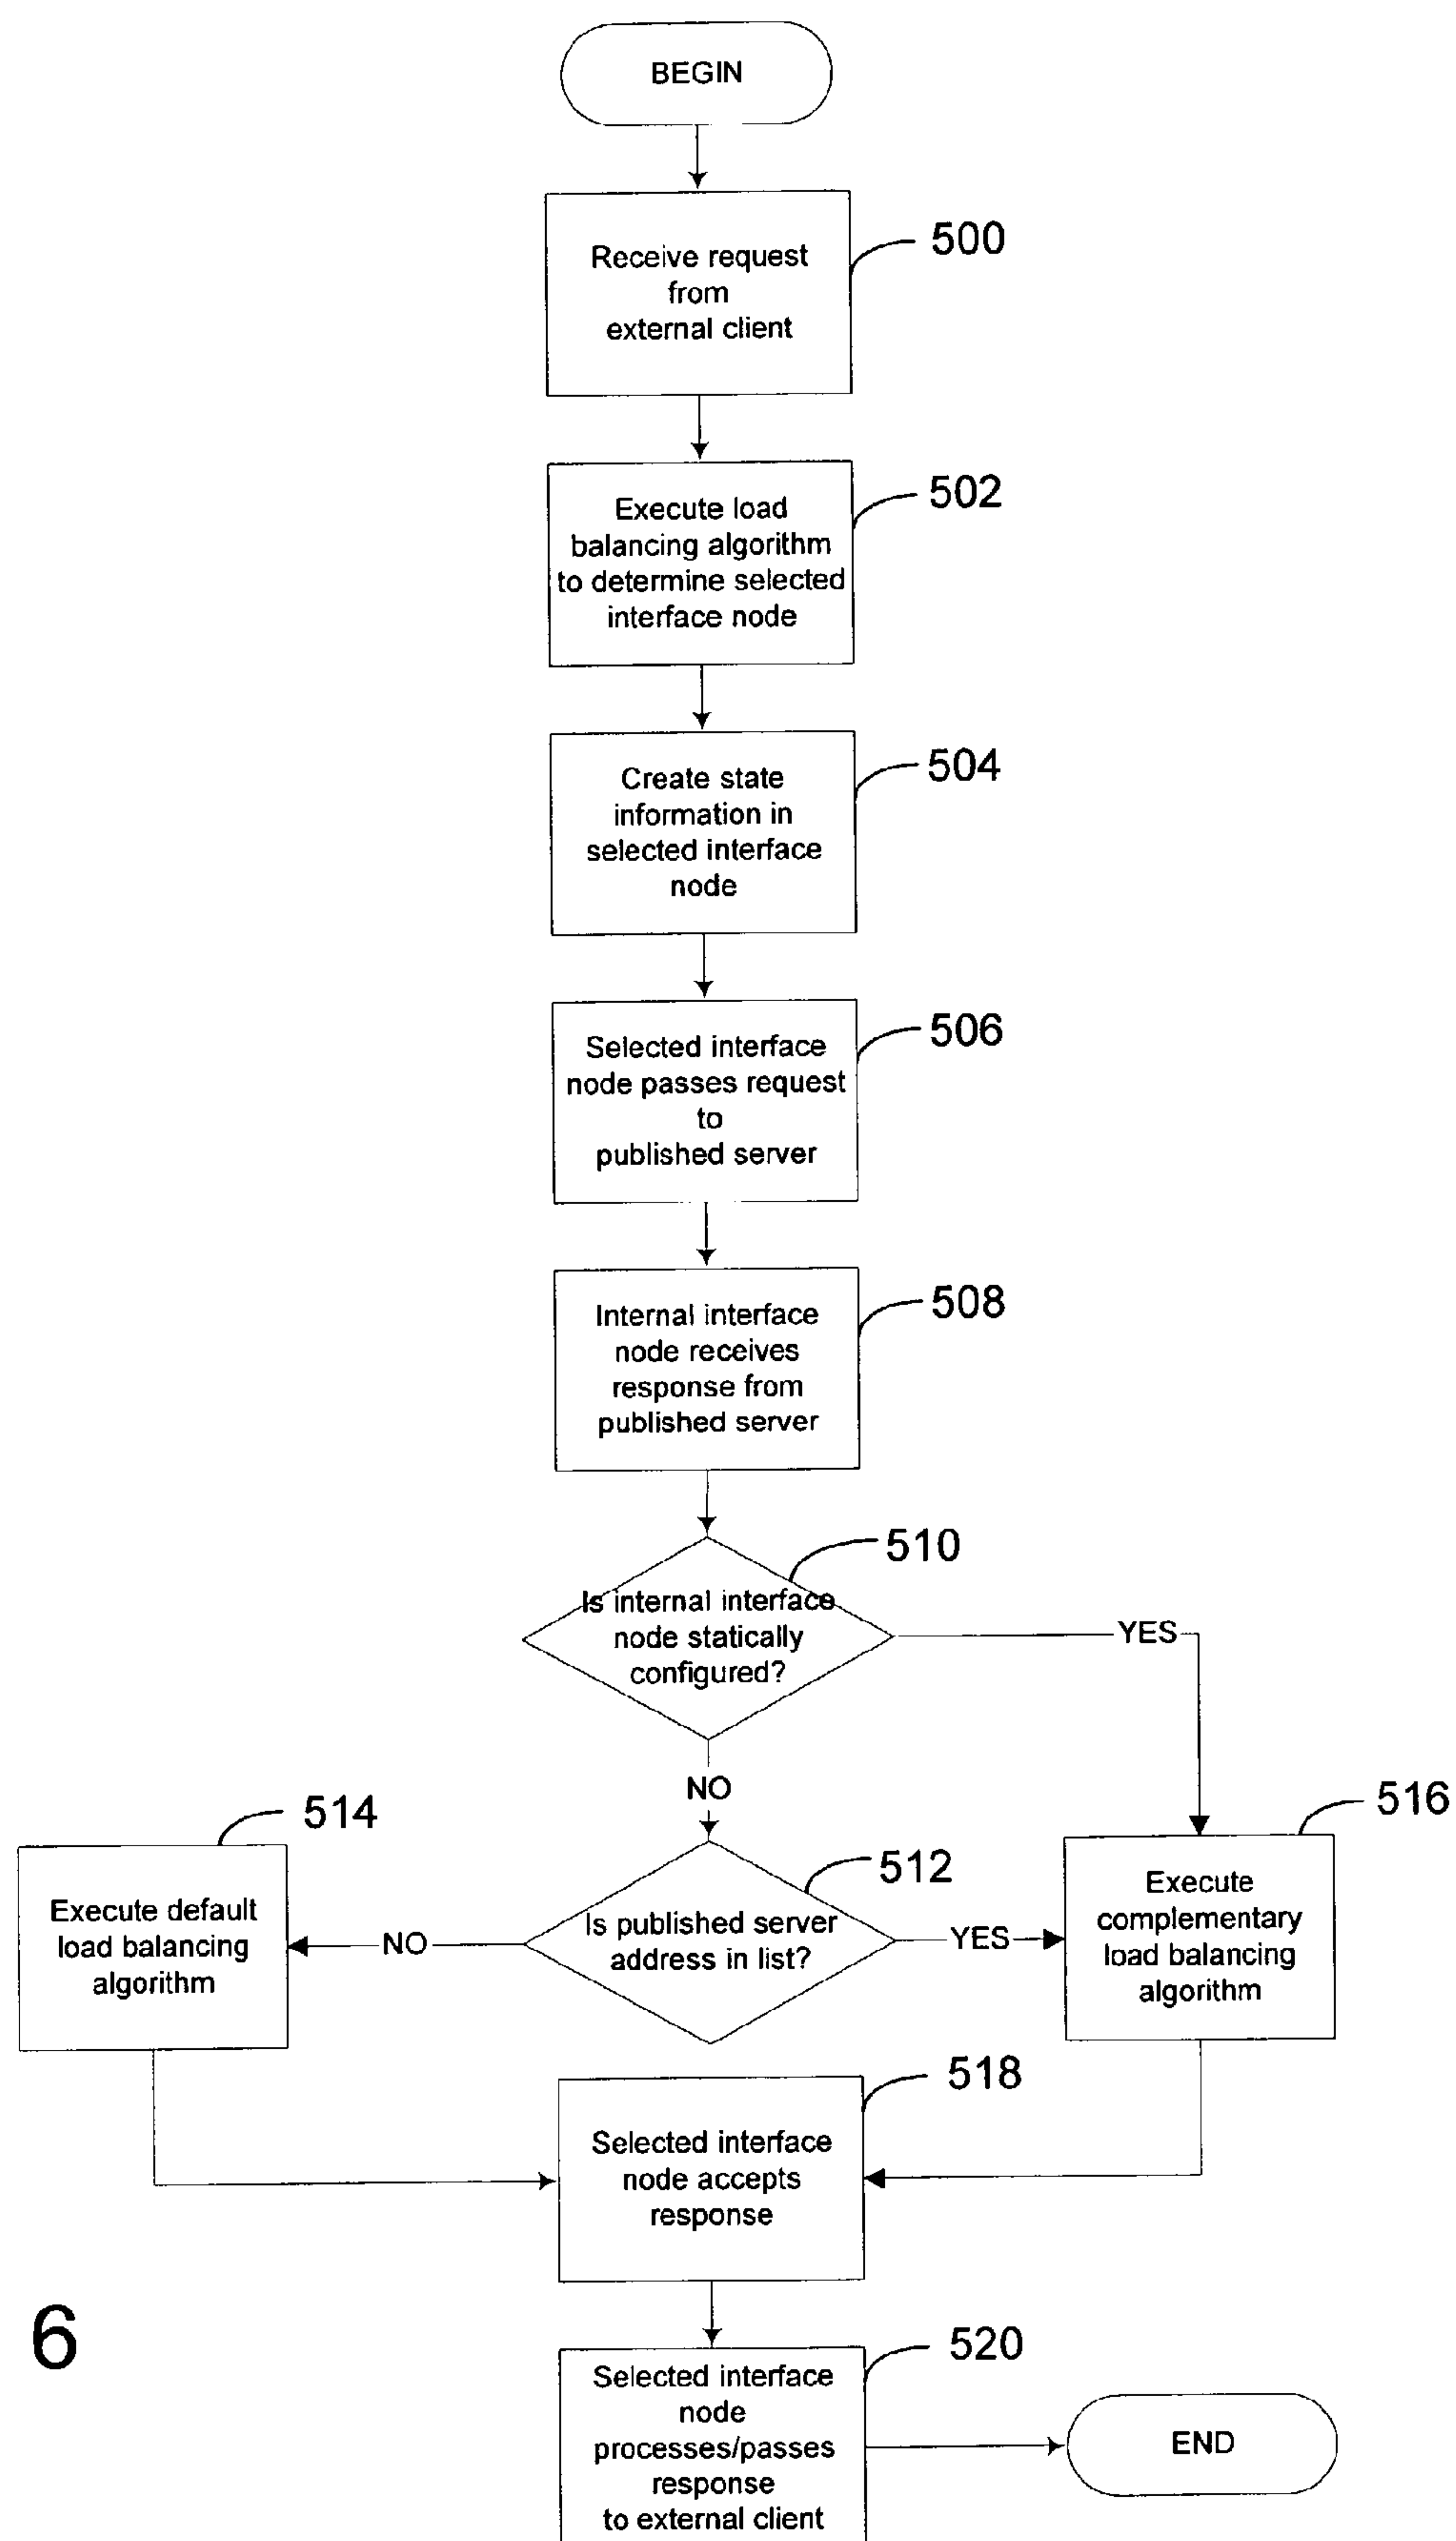 BEGIN
Receive request
from
external client
500
Execute load
balancing algorithm
to determine selected
interface node
502
Create state
information in
selected interface
node
504
Selected interface
node passes request
to
published server
506
Internal interface
node receives
response from
published server
508
Is internal interface
node statically
configured?
510
YES
NO
514
516
512
Execute default
load balancing
algorithm
NO
Is published server
address in list?
YES
Execute
complementary
load balancing
algorithm
518
Selected interface
node accepts
response
6
520
Selected interface
node
processes/passes
response
to external client
END